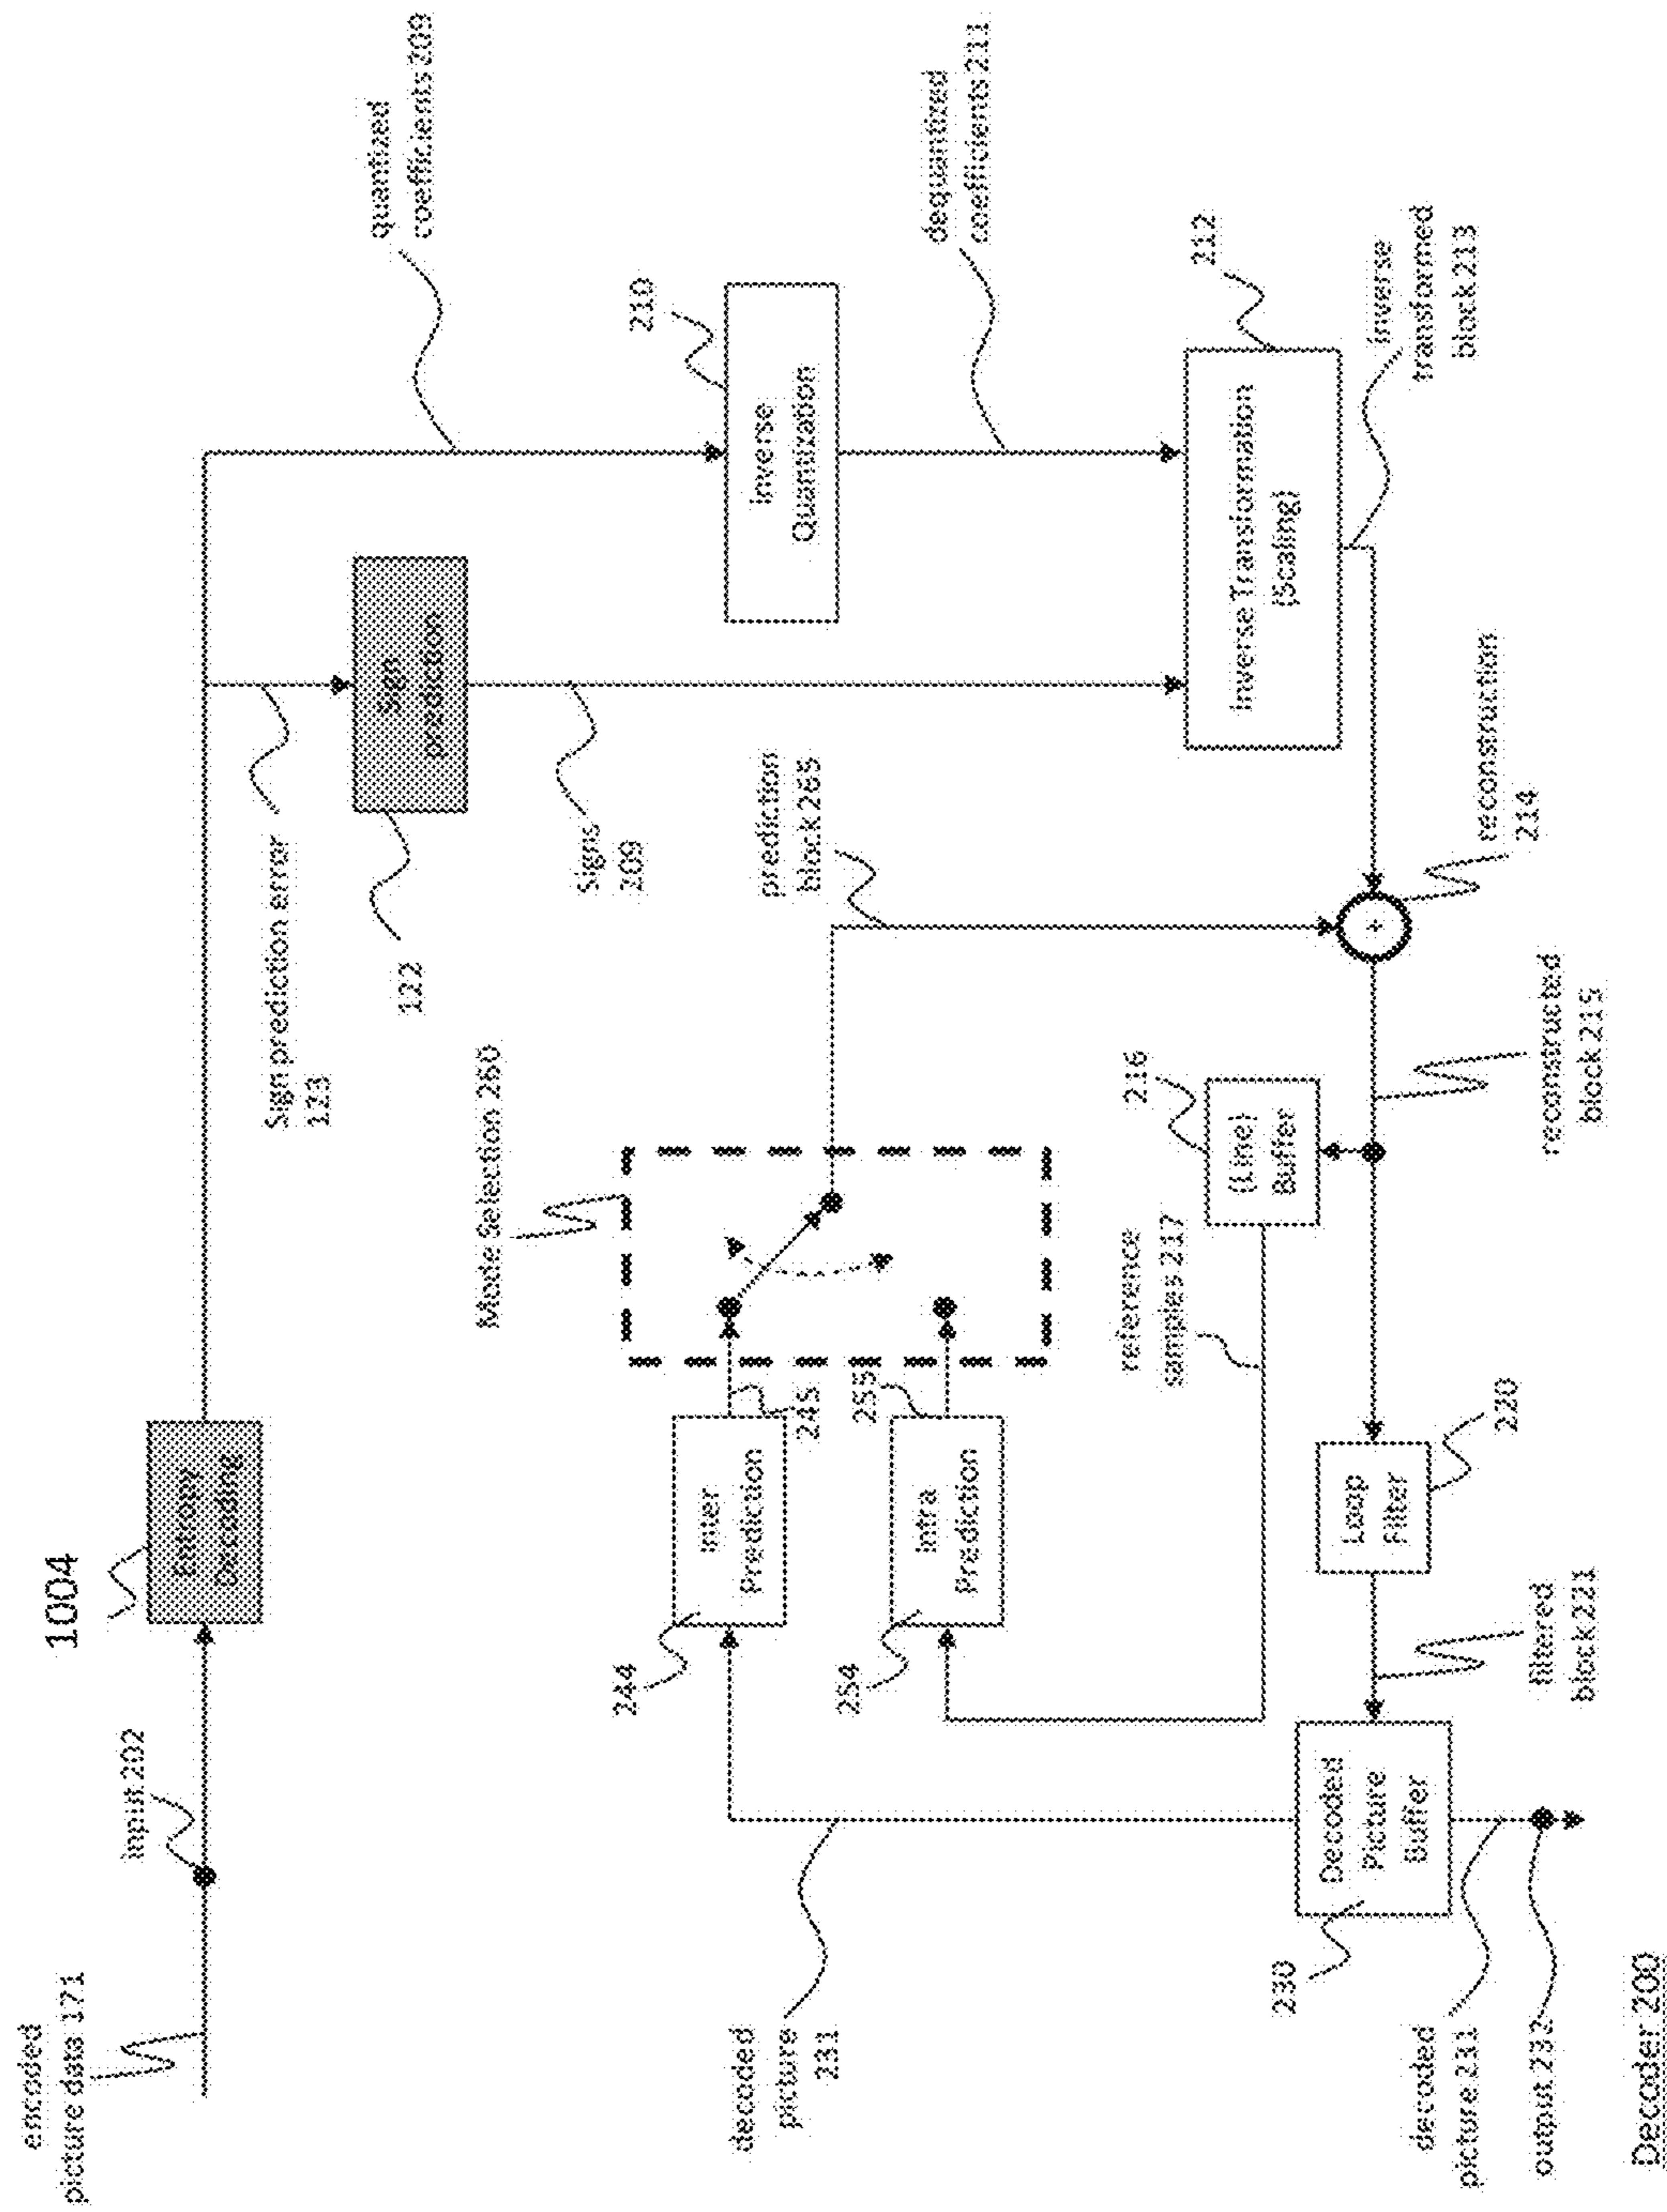 encoded
picture data 171
input 202
1004
Entropy
Decoding
Sign prediction error
123
122
Sign
prediction
Signs
209
quantized
coefficients 209
210
Inverse
Quantization
dequantized
coefficients 211
212
Inverse Transformation
(Scaling)
inverse
transformed
block 213
Mode Selection 260
prediction
block 265
244
Inter
Prediction
245
254
Intra
Prediction
255
reference
samples 217
216
(Line)
Buffer
reconstruction
214
+
reconstructed
block 215
220
Loop
Filter
filtered
block 221
230
Decoded
Picture
Buffer
decoded
picture
231
decoded
picture 231
output 232
Decoder 200